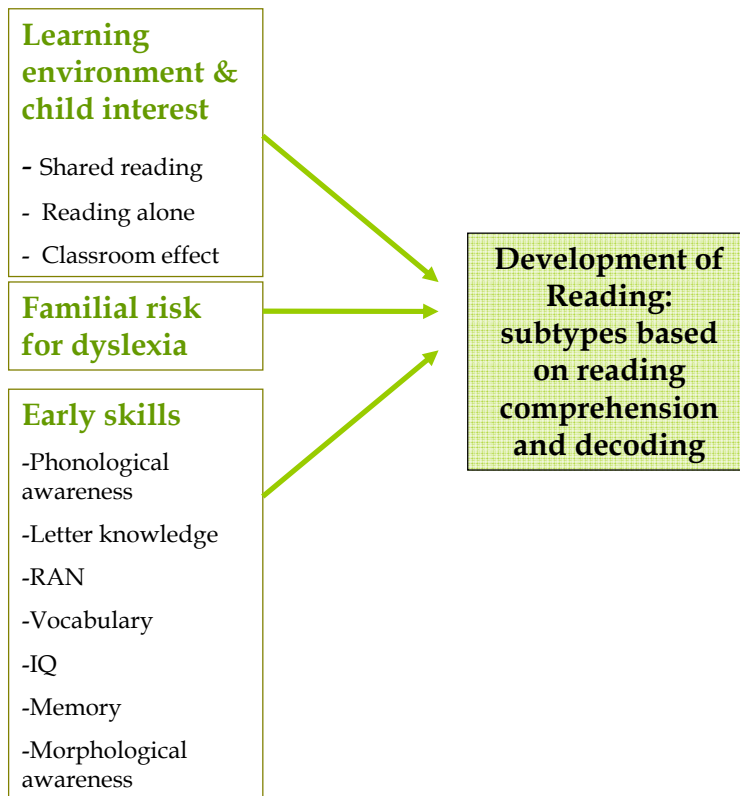 Learning
environment &
child interest
- Shared reading
- Reading alone
- Classroom effect
Familial risk
for dyslexia
Early skills
-Phonological
awareness
-Letter knowledge
-RAN
-Vocabulary
-IQ
-Memory
-Morphological
awareness
Development of
Reading:
subtypes based
on reading
comprehension
and decoding